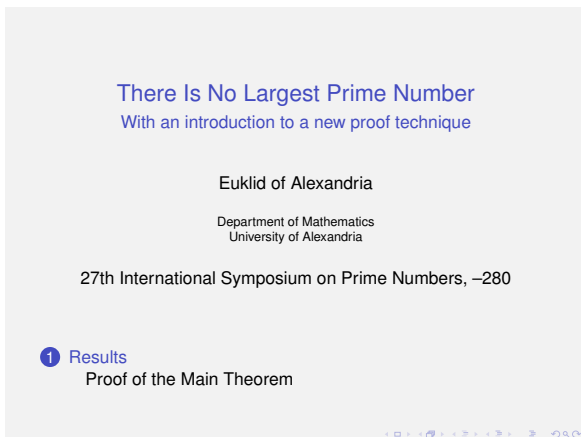 There Is No Largest Prime Number
With an introduction to a new proof technique
Euklid of Alexandria
Department of Mathematics
University of Alexandria
27th International Symposium on Prime Numbers, –280
1 Results
Proof of the Main Theorem